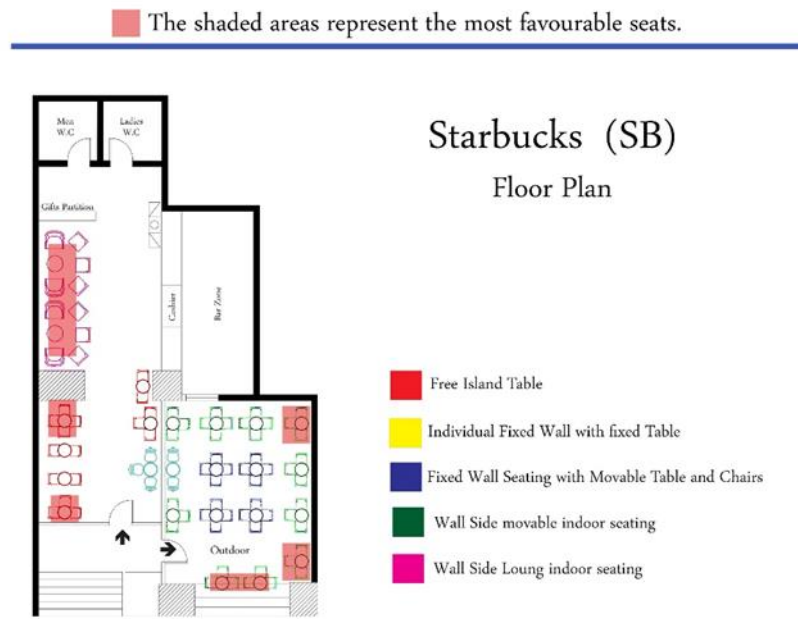 The shaded areas represent the most favourable seats.
Starbucks (SB)
Floor Plan
Men
W.C
Ladies
W.C
Gifts Partition
Cashier
Bar Zone
Outdoor
Free Island Table
Individual Fixed Wall with fixed Table
Fixed Wall Seating with Movable Table and Chairs
Wall Side movable indoor seating
Wall Side Loung indoor seating